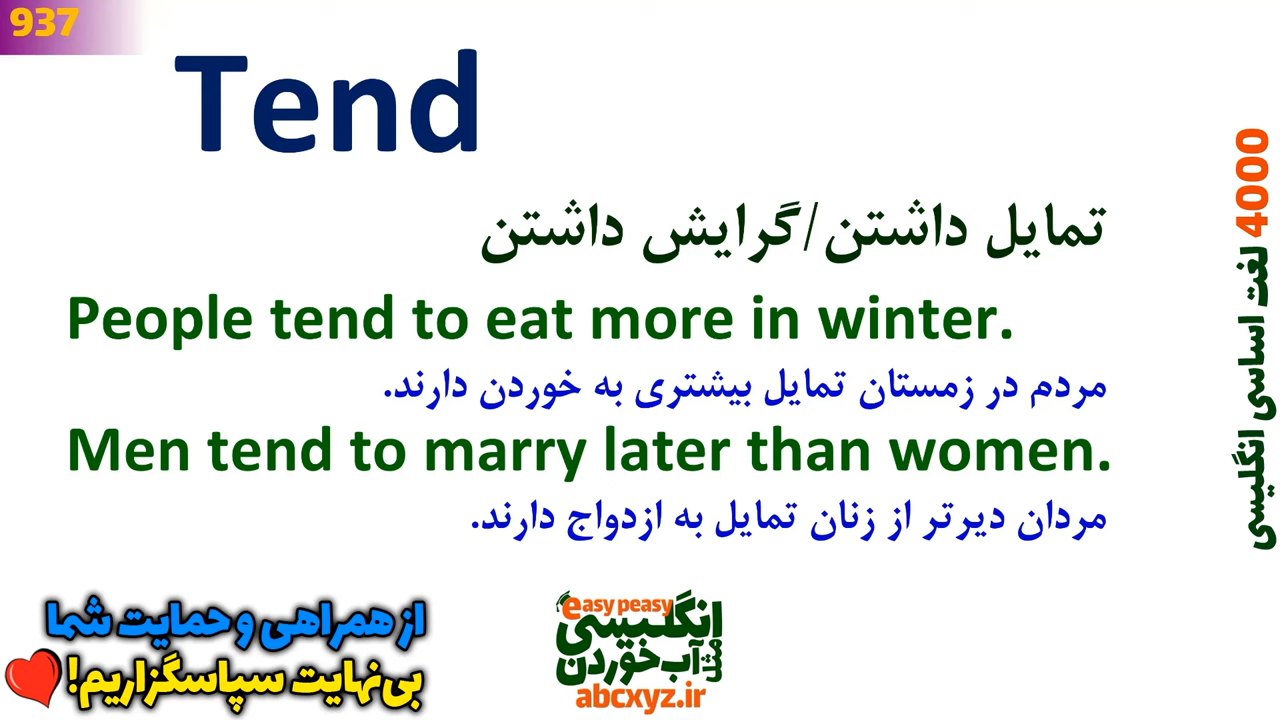 937
Tend
تمایل داشتن/گرایش داشتن
People tend to eat more in winter.
مردم در زمستان تمایل بیشتری به خوردن دارند.
Men tend to marry later than women.
مردان دیرتر از زنان تمایل به ازدواج دارند.
4000 لغت اساسی انگلیسی
از همراهی و حمایت شما
بی‌نهایت سپاسگزاریم!
easy peasy
انگلیسی
مثل آب خوردن
abcxyz.ir